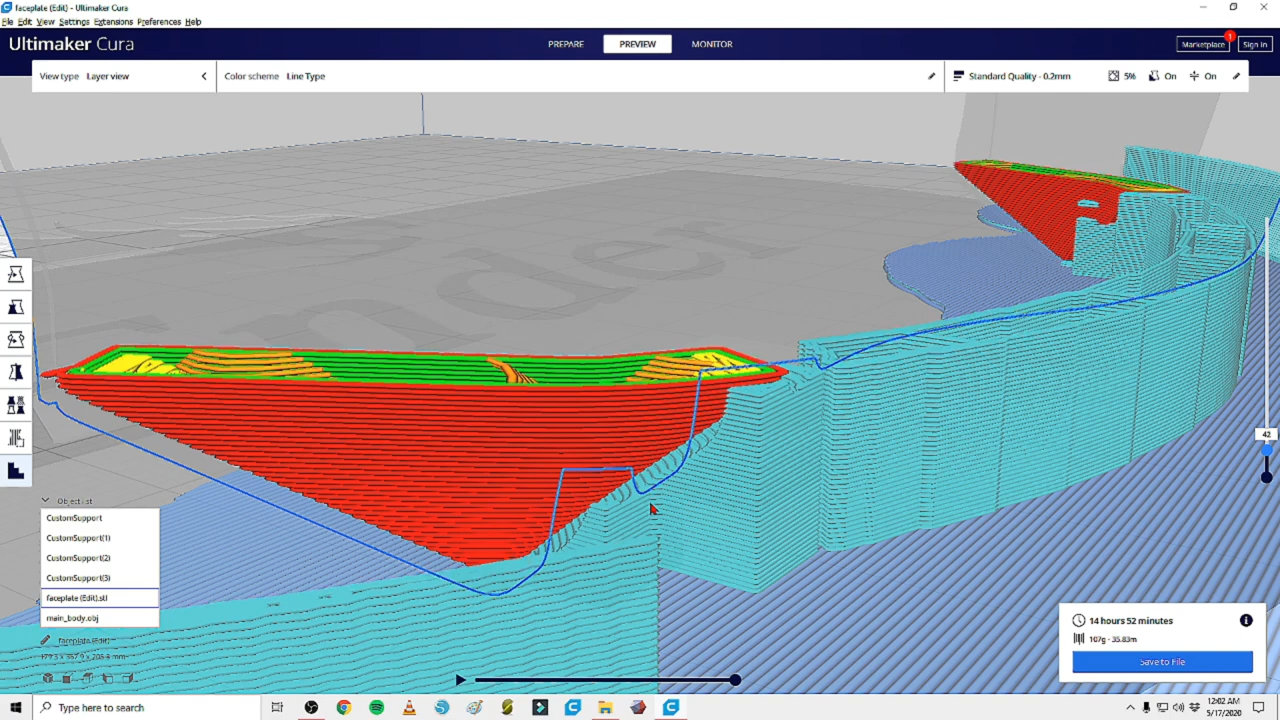 faceplate (Edit) - Ultimaker Cura
File Edit View Settings Extensions Preferences Help
Ultimaker Cura
PREPARE PREVIEW MONITOR
Marketplace 1 Sign in
View type Layer view
Color scheme Line Type
Standard Quality - 0.2mm 5% On On
42
CustomSupport
CustomSupport(1)
CustomSupport(2)
CustomSupport(3)
faceplate (Edit).stl
main_body.obj
faceplate (Edit)
14 hours 52 minutes
107g · 35.83m
Save to File
Type here to search
12:02 AM
5/17/2020